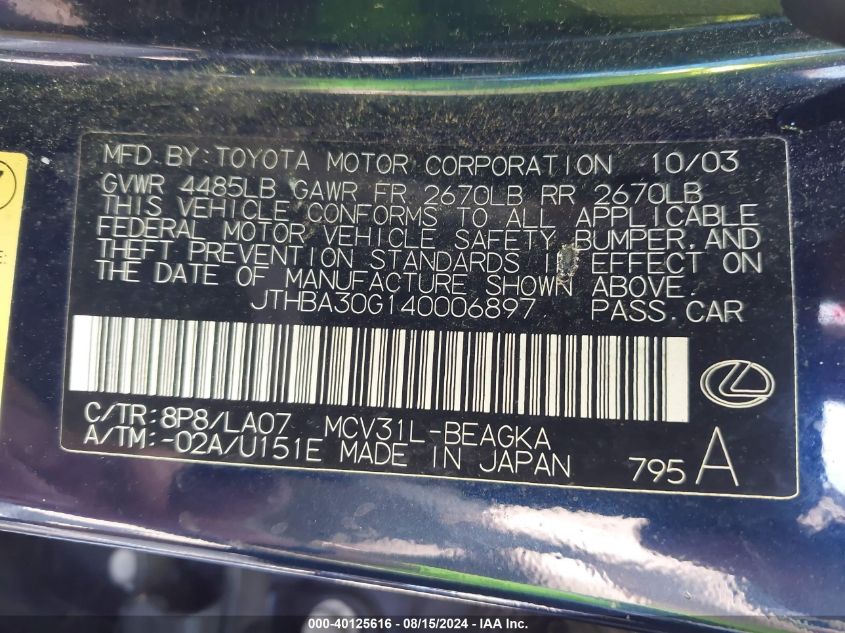 MFD.BY:TOYOTA MOTOR CORPORATION 10/03
GVWR 4485LB GAWR FR 2670LB RR 2670LB
THIS VEHICLE CONFORMS TO ALL APPLICABLE
FEDERAL MOTOR VEHICLE SAFETY, BUMPER, AND
THEFT PREVENTION STANDARDS IN EFFECT ON
THE DATE OF MANUFACTURE SHOWN ABOVE.
JTHBA30G140006897 PASS.CAR
C/TR:8P8/LA07 MCV31L-BEAGKA
A/TM:-02A/U151E MADE IN JAPAN 795 A
000-40125616 - 08/15/2024 - IAA Inc.